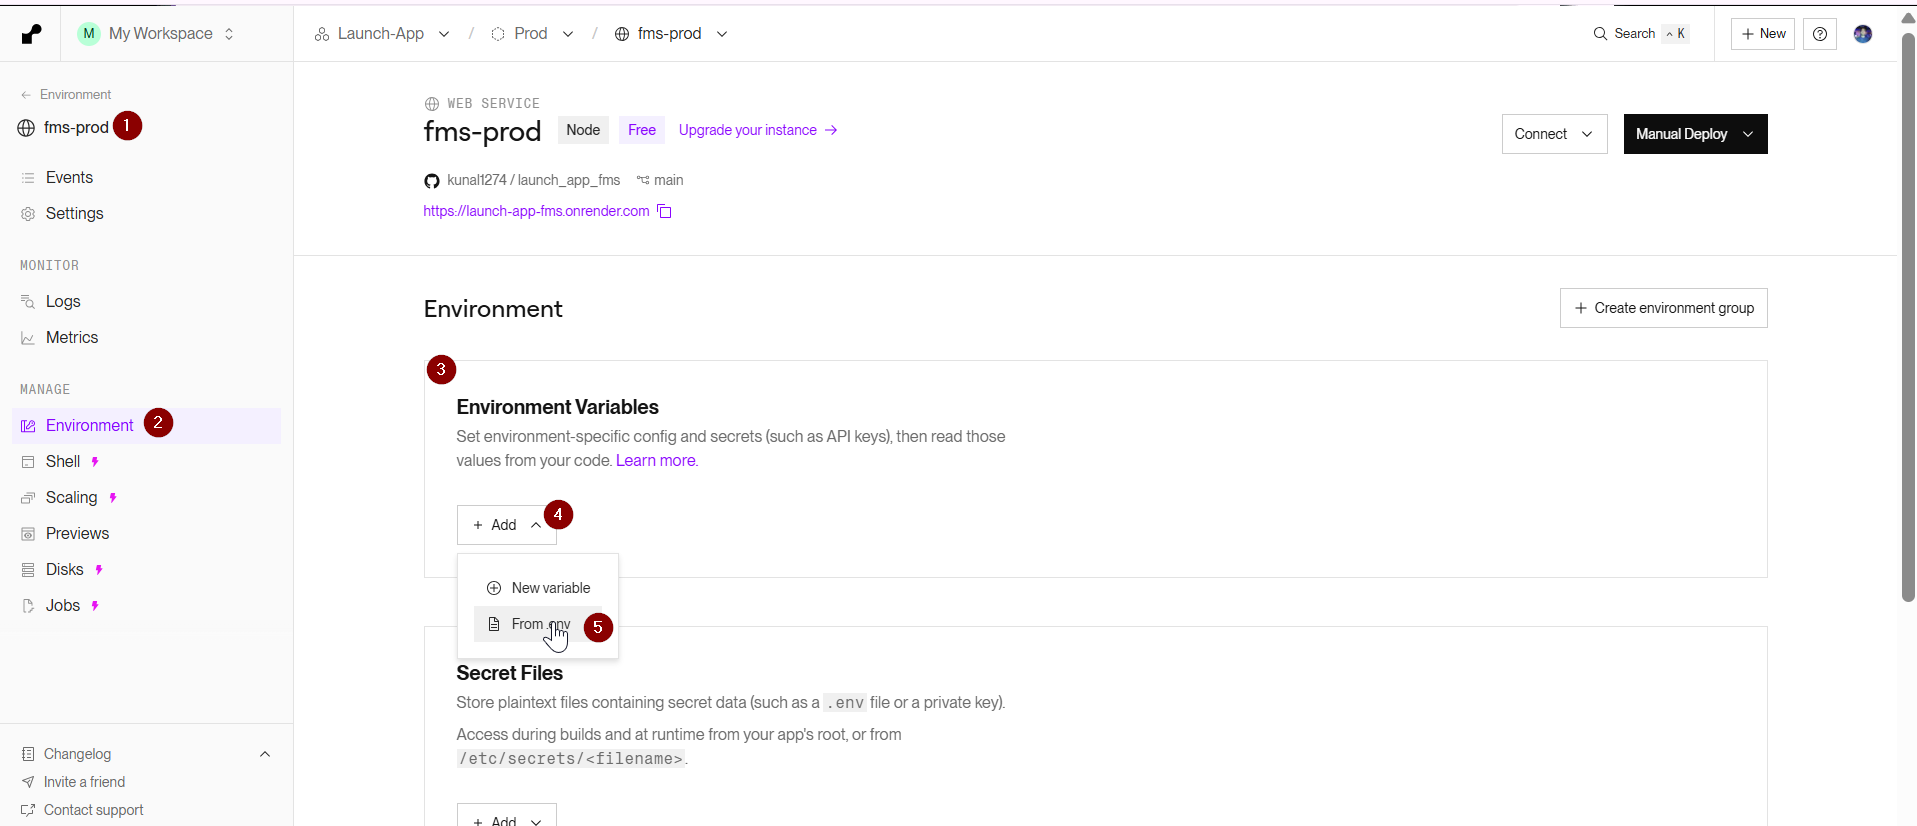 M My Workspace
Launch-App / Prod / fms-prod
Search ^ K
+ New
Environment
fms-prod 1
Events
Settings
MONITOR
Logs
Metrics
MANAGE
Environment 2
Shell
Scaling
Previews
Disks
Jobs
Changelog
Invite a friend
Contact support
WEB SERVICE
fms-prod Node Free Upgrade your instance →
Connect
Manual Deploy
kunal1274 / launch_app_fms main
https://launch-app-fms.onrender.com
Environment
+ Create environment group
3
Environment Variables
Set environment-specific config and secrets (such as API keys), then read those
values from your code. Learn more.
+ Add 4
New variable
From .env 5
Secret Files
Store plaintext files containing secret data (such as a .env file or a private key).
Access during builds and at runtime from your app's root, or from
/etc/secrets/<filename>.
+ Add